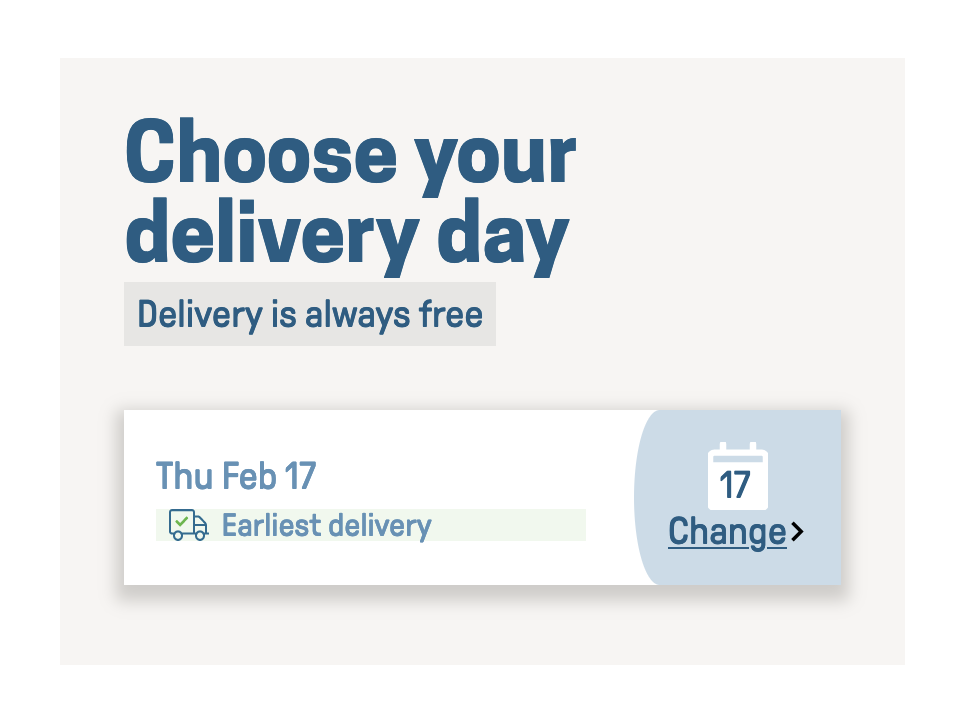 Choose your
delivery day
Delivery is always free
Thu Feb 17
Earliest delivery
17
Change